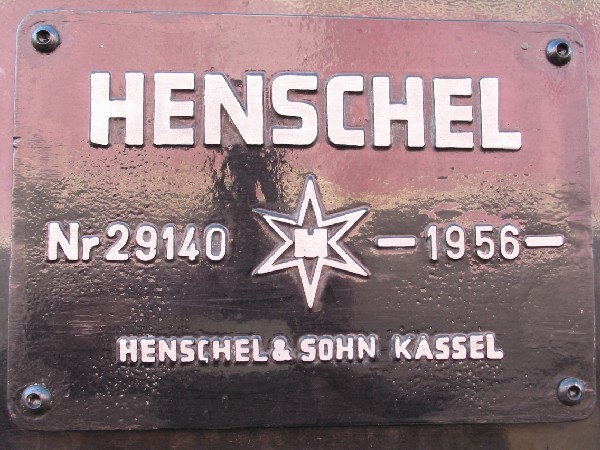 HENSCHEL
Nr 29140 H —1956—
HENSCHEL & SOHN KASSEL